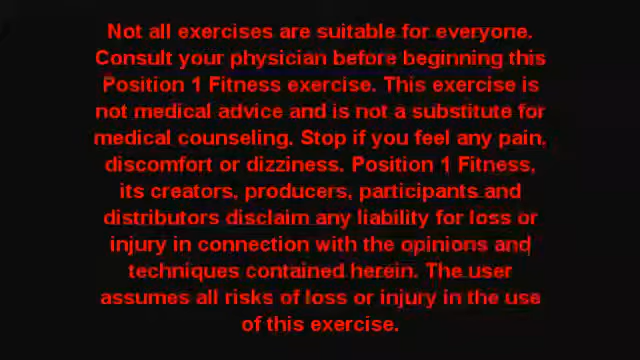 Not all exercises are suitable for everyone.
Consult your physician before beginning this
Position 1 Fitness exercise. This exercise is
not medical advice and is not a substitute for
medical counseling. Stop if you feel any pain,
discomfort or dizziness. Position 1 Fitness,
its creators, producers, participants and
distributors disclaim any liability for loss or
injury in connection with the opinions and
techniques contained herein. The user
assumes all risks of loss or injury in the use
of this exercise.